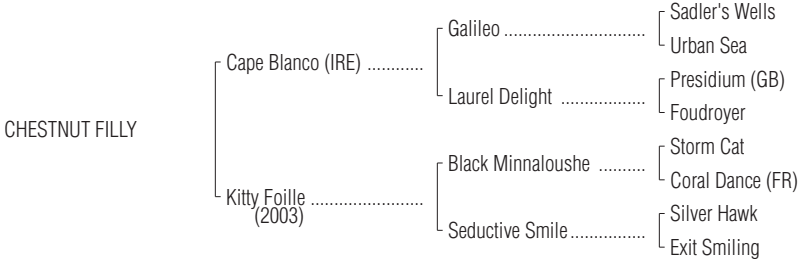 Sadler's Wells
Galileo ..............................
Urban Sea
Cape Blanco (IRE) ............
Presidium (GB)
Laurel Delight ..................
Foudroyer
CHESTNUT FILLY
Storm Cat
Black Minnaloushe ..........
Coral Dance (FR)
Kitty Foille ........................
(2003)
Silver Hawk
Seductive Smile ................
Exit Smiling